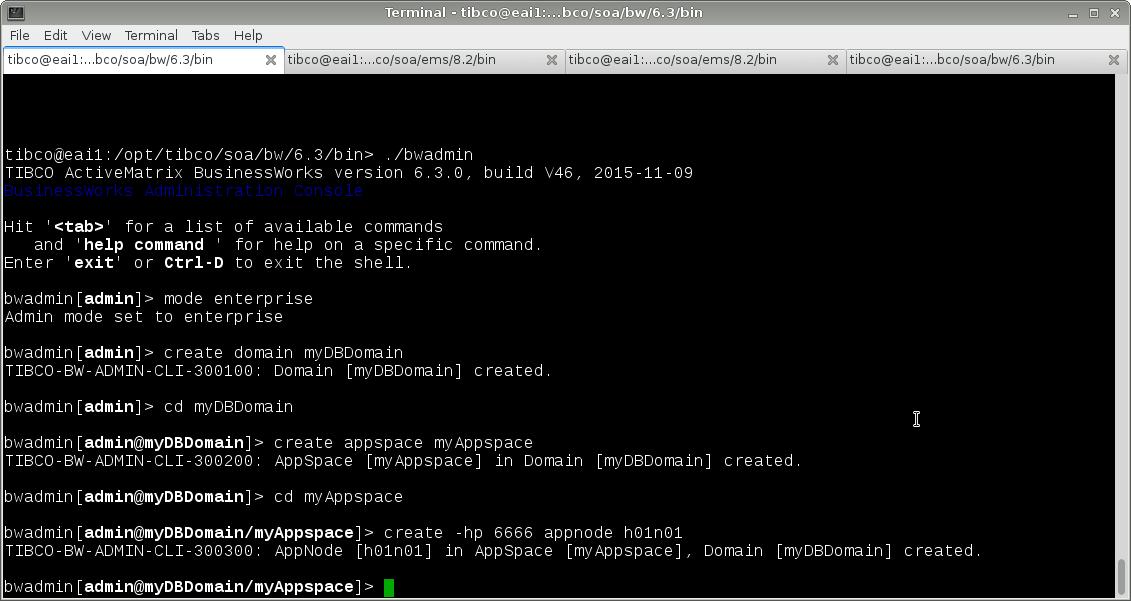 Terminal - tibco@eai1:...bco/soa/bw/6.3/bin
File Edit View Terminal Tabs Help
tibco@eai1:...bco/soa/bw/6.3/bin tibco@eai1:...co/soa/ems/8.2/bin tibco@eai1:...co/soa/ems/8.2/bin tibco@eai1:...bco/soa/bw/6.3/bin
tibco@eai1:/opt/tibco/soa/bw/6.3/bin> ./bwadmin
TIBCO ActiveMatrix BusinessWorks version 6.3.0, build V46, 2015-11-09
BusinessWorks Administration Console
Hit '<tab>' for a list of available commands
and 'help command ' for help on a specific command.
Enter 'exit' or Ctrl-D to exit the shell.
bwadmin[admin]> mode enterprise
Admin mode set to enterprise
bwadmin[admin]> create domain myDBDomain
TIBCO-BW-ADMIN-CLI-300100: Domain [myDBDomain] created.
bwadmin[admin]> cd myDBDomain
bwadmin[admin@myDBDomain]> create appspace myAppspace
TIBCO-BW-ADMIN-CLI-300200: AppSpace [myAppspace] in Domain [myDBDomain] created.
bwadmin[admin@myDBDomain]> cd myAppspace
bwadmin[admin@myDBDomain/myAppspace]> create -hp 6666 appnode h01n01
TIBCO-BW-ADMIN-CLI-300300: AppNode [h01n01] in AppSpace [myAppspace], Domain [myDBDomain] created.
bwadmin[admin@myDBDomain/myAppspace]>